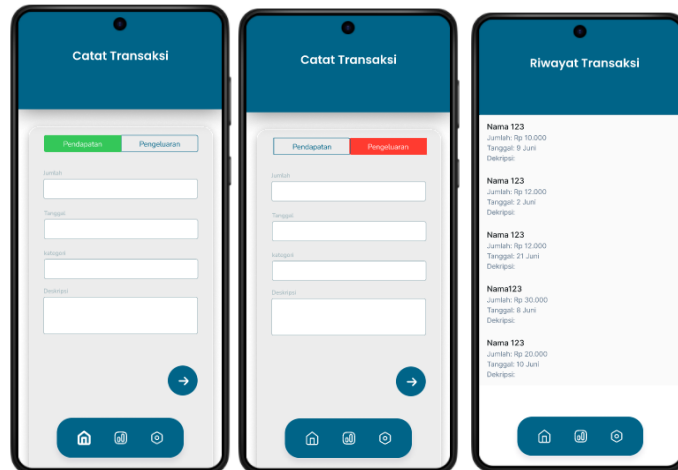 Catat Transaksi
Pendapatan Pengeluaran
Jumlah
Tanggal
kategori
Deskripsi
Catat Transaksi
Pendapatan Pengeluaran
Jumlah
Tanggal
kategori
Deskripsi
Riwayat Transaksi
Nama 123
Jumlah: Rp 10.000
Tanggal: 9 Juni
Dekripsi:
Nama 123
Jumlah: Rp 12.000
Tanggal: 2 Juni
Dekripsi:
Nama 123
Jumlah: Rp 12.000
Tanggal: 21 Juni
Dekripsi:
Nama123
Jumlah: Rp 30.000
Tanggal: 8 Juni
Dekripsi:
Nama 123
Jumlah: Rp 20.000
Tanggal: 10 Juni
Dekripsi: